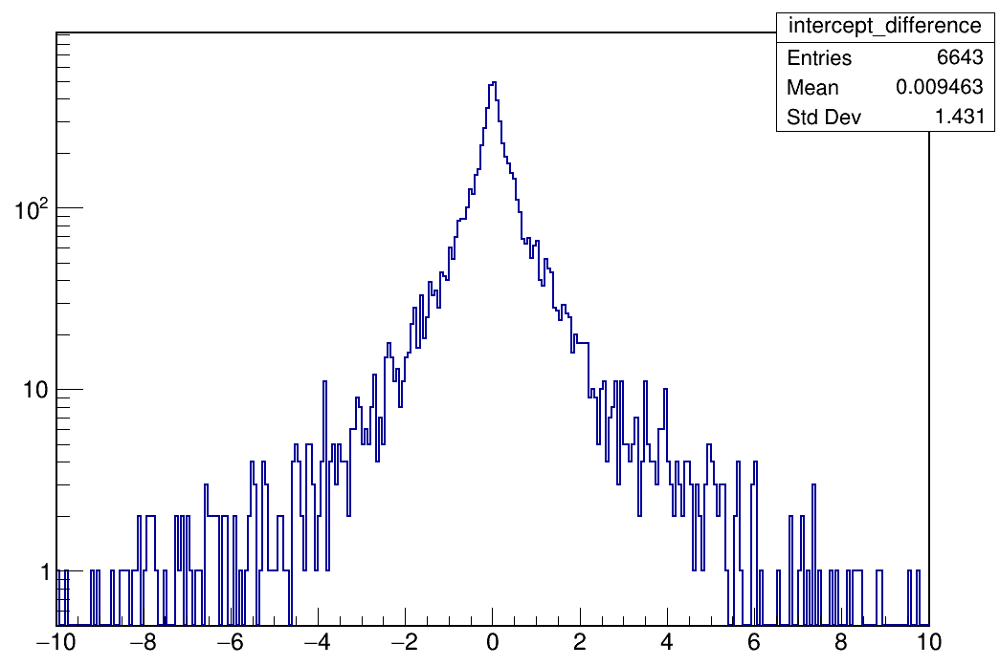 intercept_difference
Entries 6643
Mean 0.009463
Std Dev 1.431
10²
10
1
−10 −8 −6 −4 −2 0 2 4 6 8 10